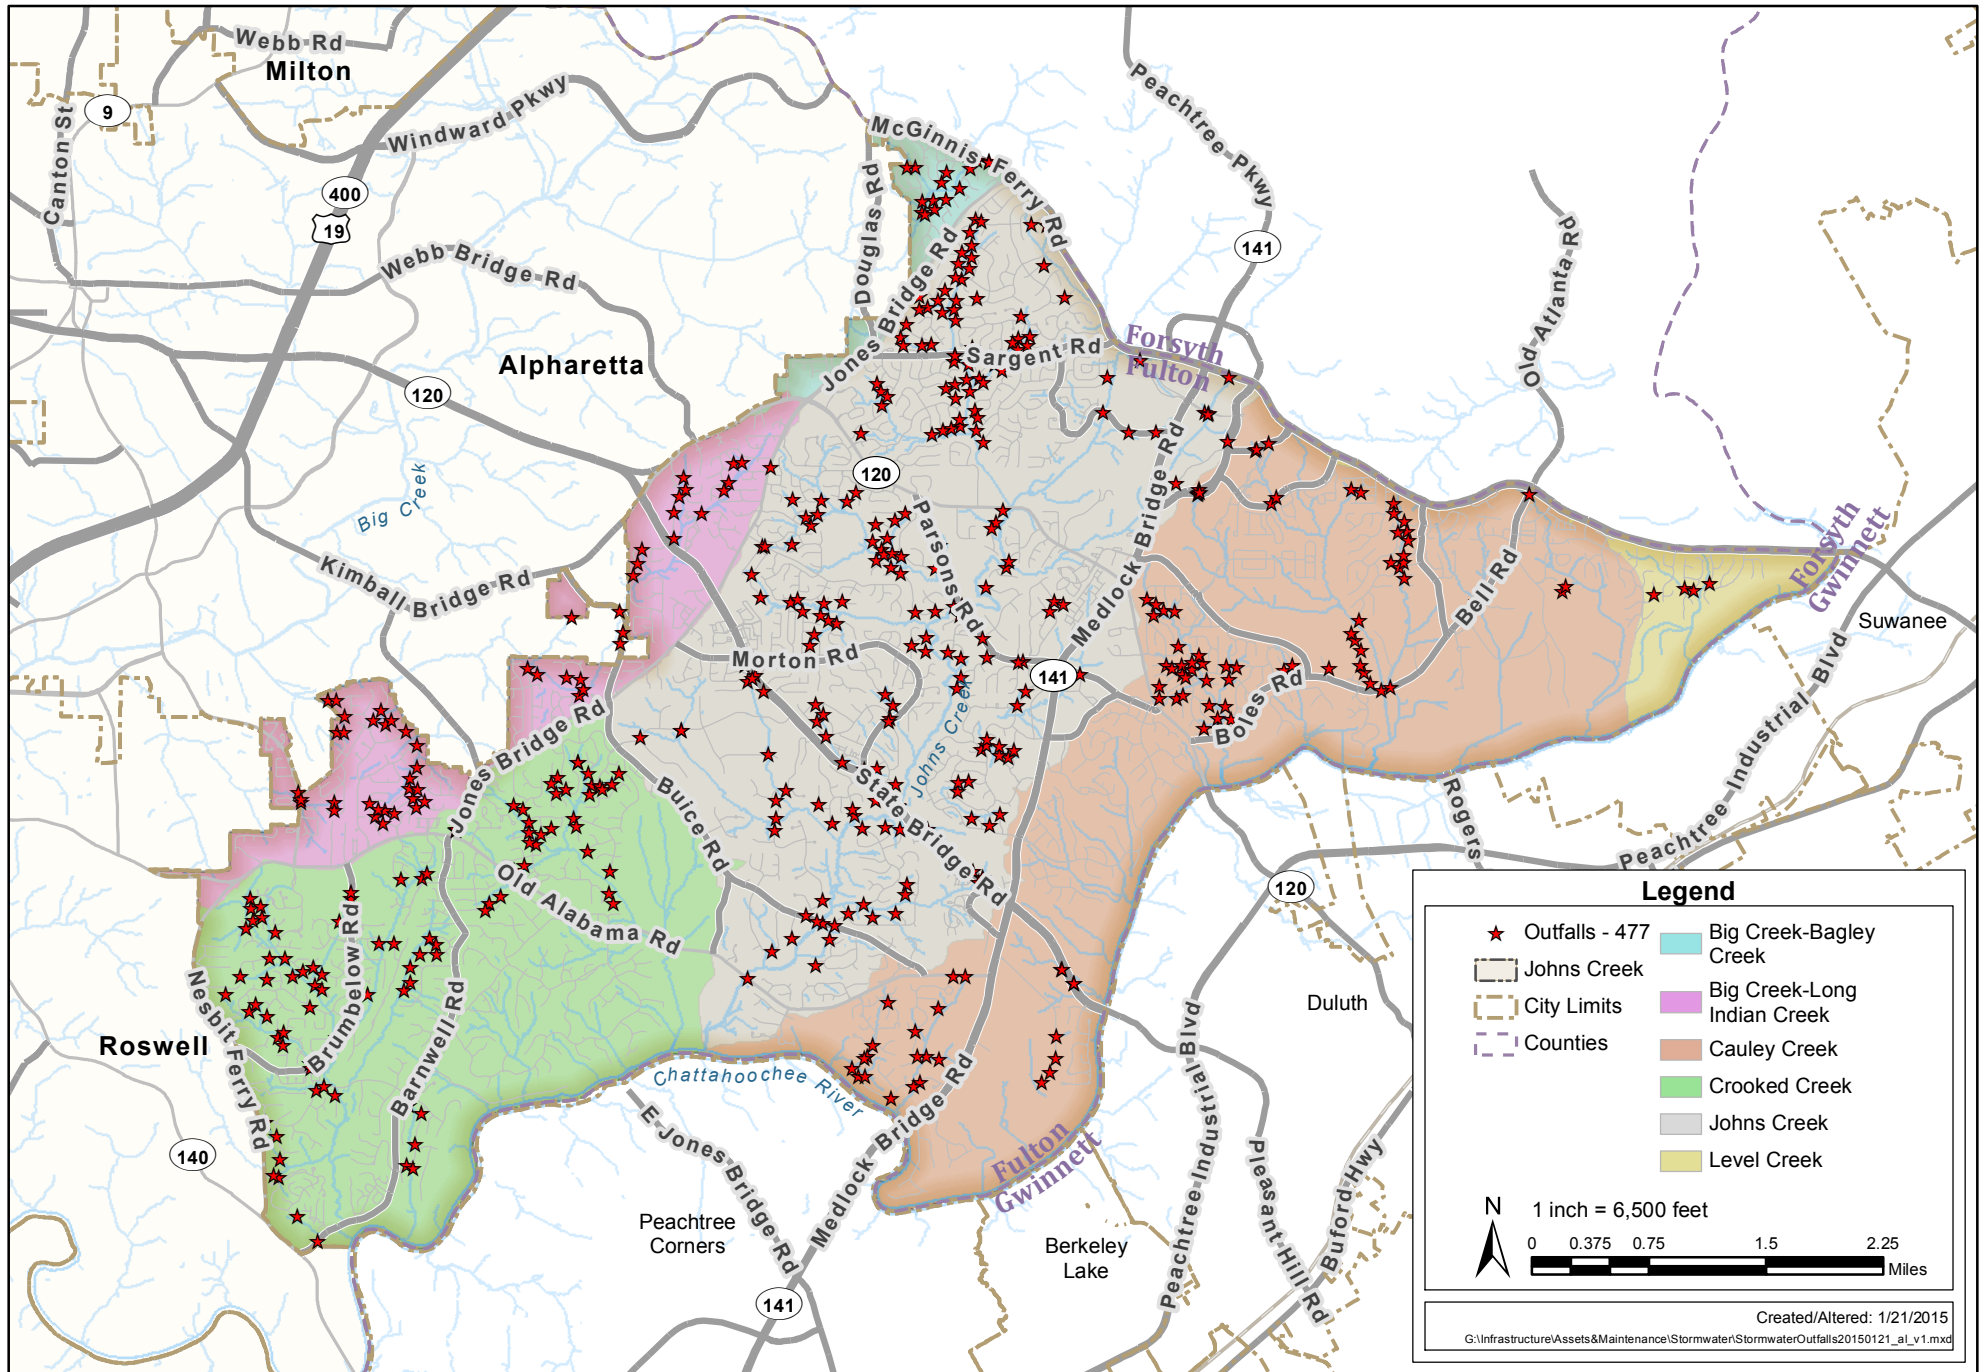 Webb Rd
Milton
9
Canton St
Windward Pkwy
400
19
Webb Bridge Rd
Alpharetta
120
Big
Creek
Kimball Bridge Rd
McGinnis Ferry Rd
Douglas Rd
Jones Bridge Rd
Peachtree Pkwy
141
Old Atlanta Rd
Forsyth
Fulton
Sargent Rd
120
Parsons Rd
Medlock Bridge Rd
Bell Rd
Forsyth
Gwinnett
Suwanee
Morton Rd
141
Boles Rd
Johns Creek
State Bridge Rd
Jones Bridge Rd
Buice Rd
Old Alabama Rd
Rogers
Peachtree Industrial Blvd
120
Brumbelow Rd
Barnwell Rd
Nesbit Ferry Rd
Roswell
140
Chattahoochee River
E Jones Bridge Rd
Medlock Bridge Rd
Fulton
Gwinnett
Duluth
Peachtree Industrial Blvd
Pleasant Hill Rd
Buford Hwy
Peachtree
Corners
Berkeley
Lake
141
Legend
Outfalls - 477
Johns Creek
City Limits
Counties
Big Creek-Bagley
Creek
Big Creek-Long
Indian Creek
Cauley Creek
Crooked Creek
Johns Creek
Level Creek
N
1 inch = 6,500 feet
0 0.375 0.75 1.5 2.25
Miles
Created/Altered: 1/21/2015
G:\Infrastructure\Assets&Maintenance\Stormwater\StormwaterOutfalls20150121_al_v1.mxd